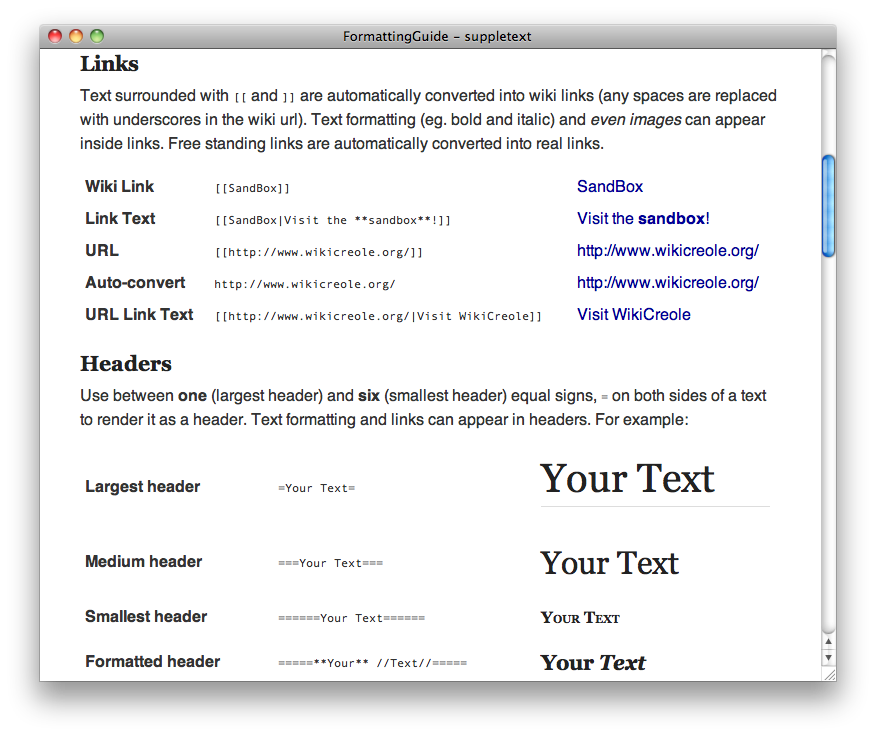 FormattingGuide – suppletext
Links
Text surrounded with [[ and ]] are automatically converted into wiki links (any spaces are replaced
with underscores in the wiki url). Text formatting (eg. bold and italic) and even images can appear
inside links. Free standing links are automatically converted into real links.
Wiki Link [[SandBox]] SandBox
Link Text [[SandBox|Visit the **sandbox**!]] Visit the sandbox!
URL [[http://www.wikicreole.org/]] http://www.wikicreole.org/
Auto-convert http://www.wikicreole.org/ http://www.wikicreole.org/
URL Link Text [[http://www.wikicreole.org/|Visit WikiCreole]] Visit WikiCreole
Headers
Use between one (largest header) and six (smallest header) equal signs, = on both sides of a text
to render it as a header. Text formatting and links can appear in headers. For example:
Largest header =Your Text= Your Text
Medium header ===Your Text=== Your Text
Smallest header ======Your Text====== Your Text
Formatted header =====**Your** //Text//===== Your Text